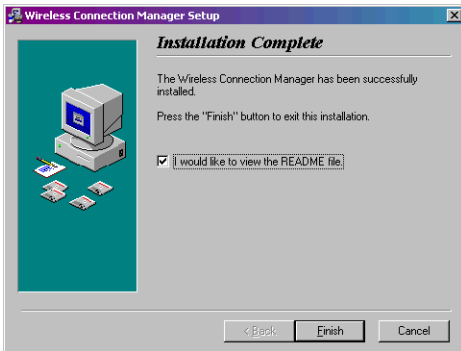 Wireless Connection Manager Setup
Installation Complete
The Wireless Connection Manager has been successfully
installed.
Press the "Finish" button to exit this installation.
I would like to view the README file.
< Back
Finish
Cancel